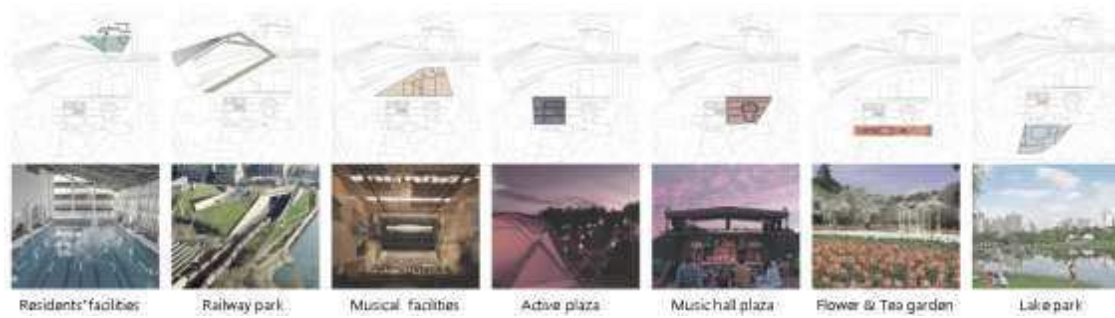 Residents' facilities
Railway park
Musical facilities
Active plaza
Music hall plaza
Flower & Tea garden
Lake park